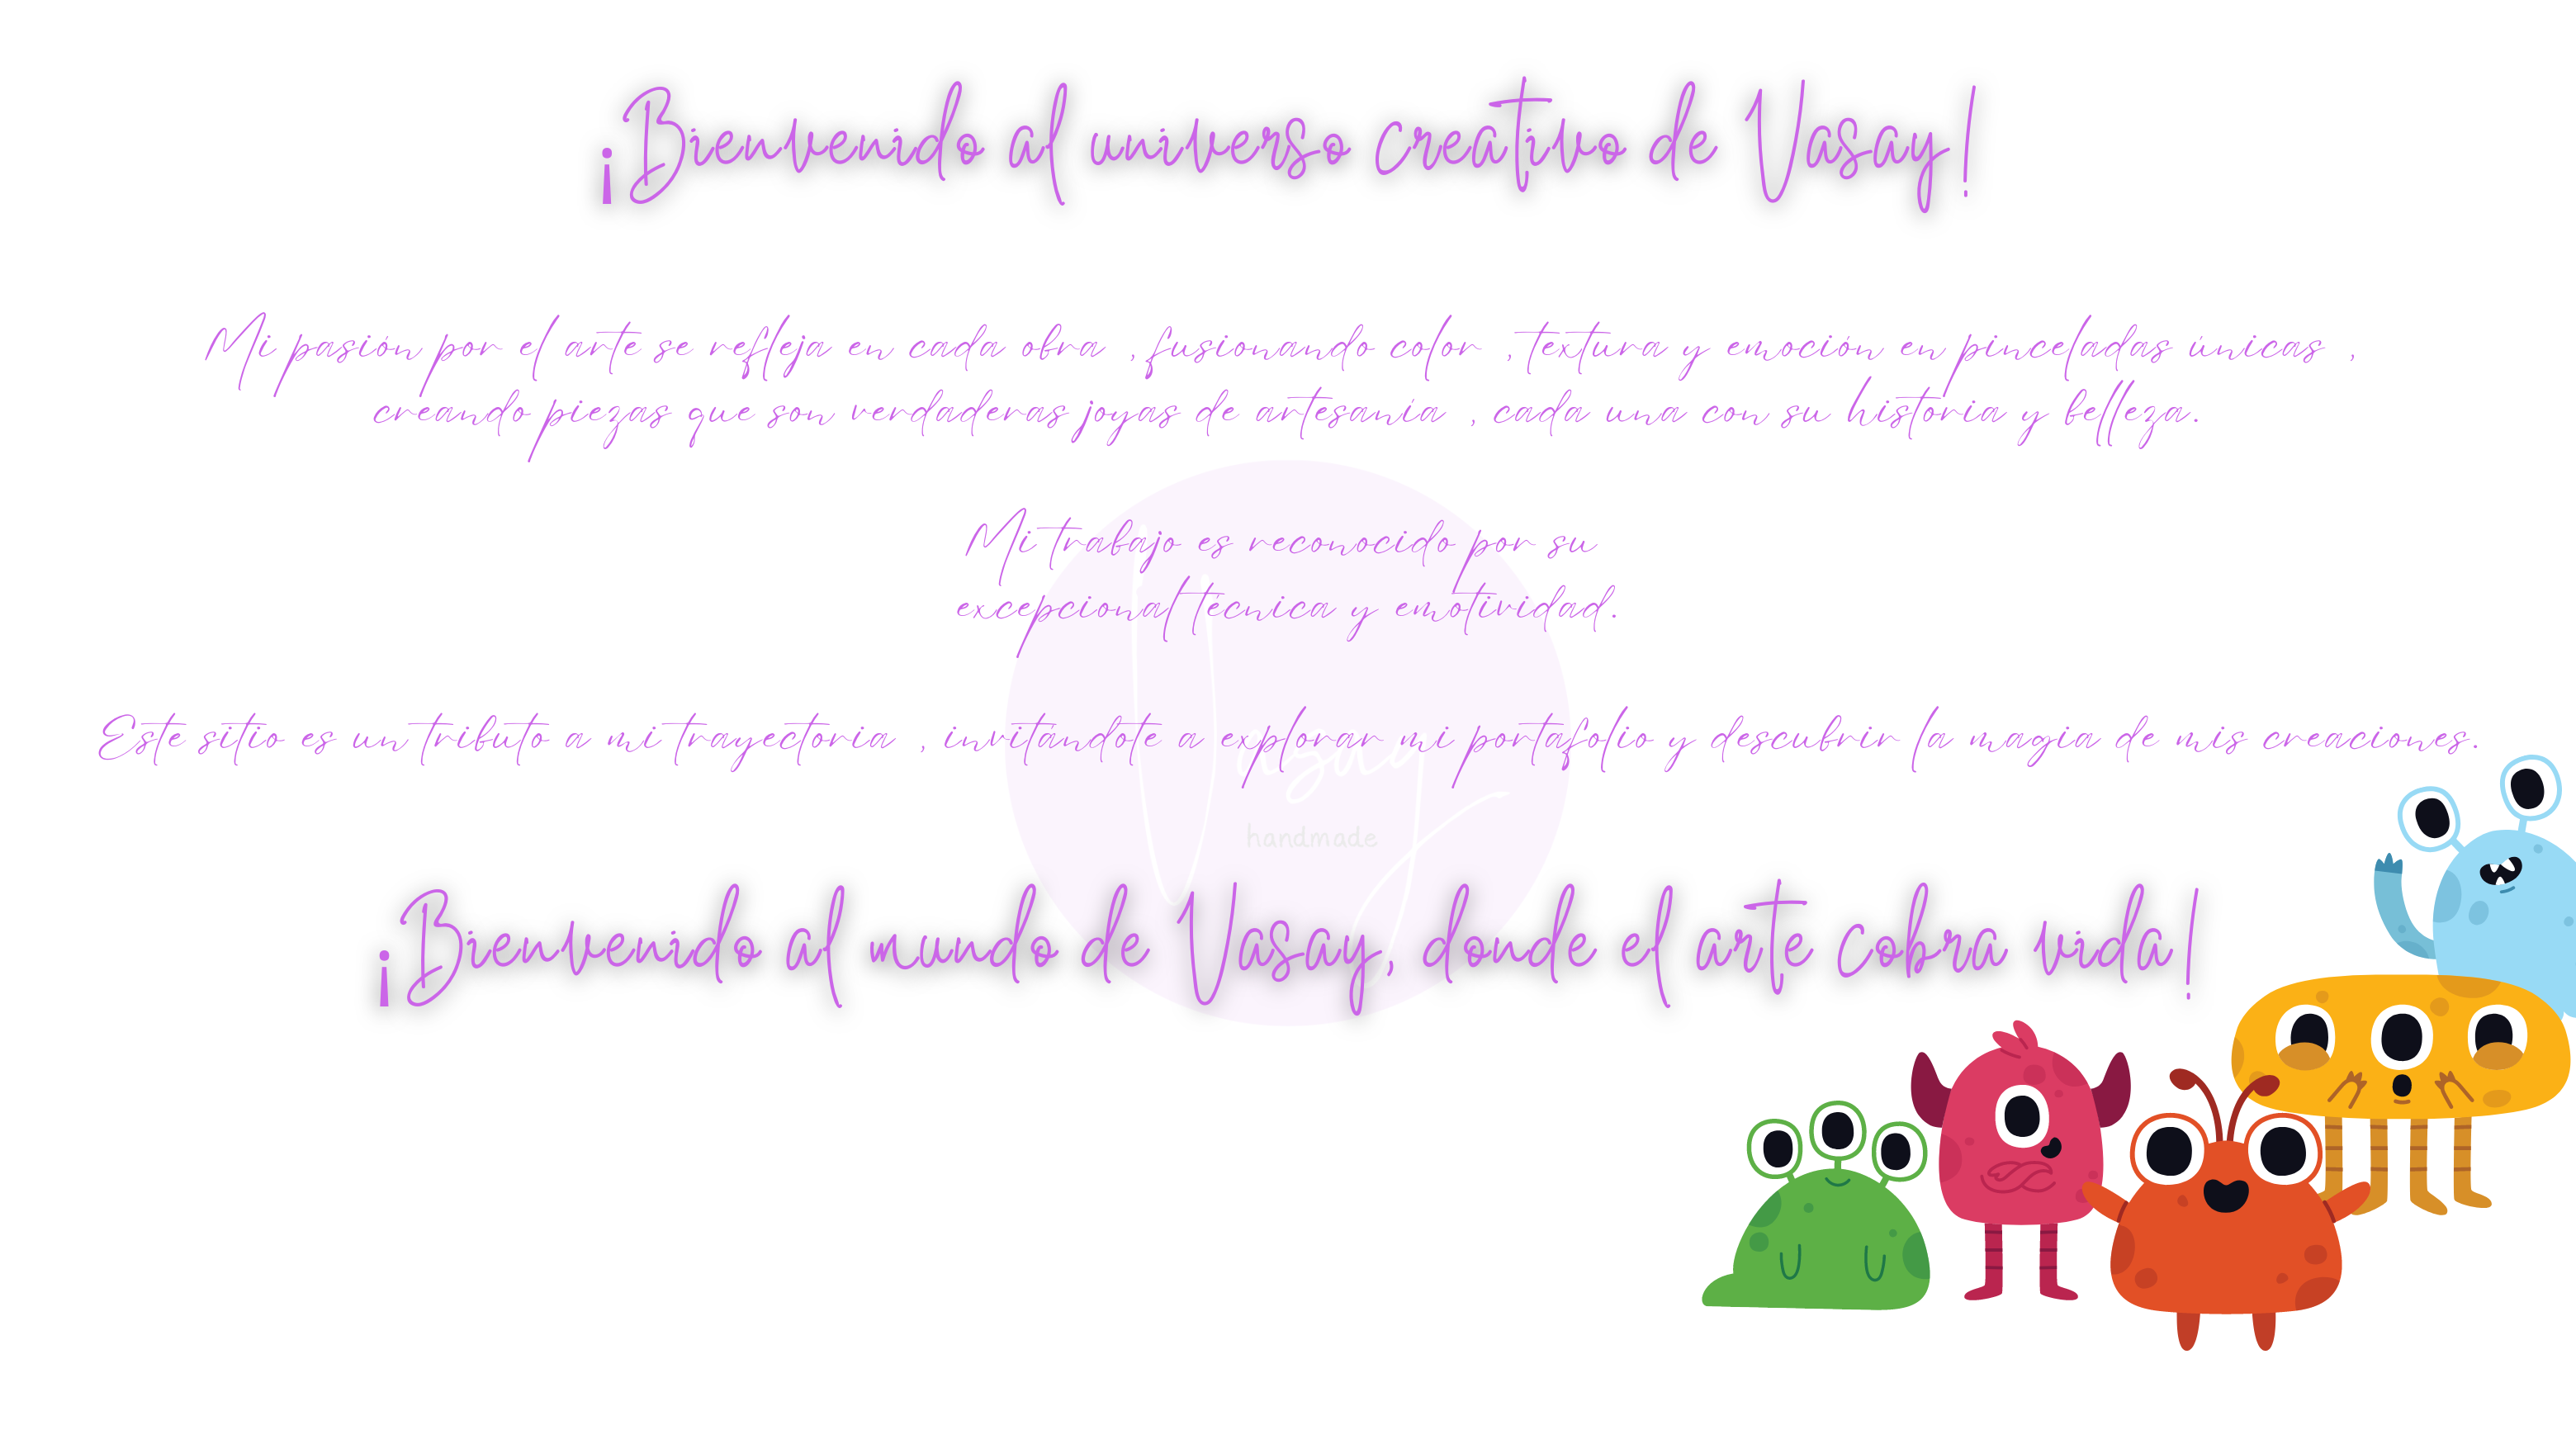 ¡Bienvenido al universo creativo de Vasay!
Mi pasión por el arte se refleja en cada obra , fusionando color , textura y emoción en pinceladas únicas ,
creando piezas que son verdaderas joyas de artesanía , cada una con su historia y belleza.
Mi trabajo es reconocido por su
excepcional técnica y emotividad.
Este sitio es un tributo a mi trayectoria , invitándote a explorar mi portafolio y descubrir la magia de mis creaciones.
Vasay
handmade
¡Bienvenido al mundo de Vasay, donde el arte cobra vida!